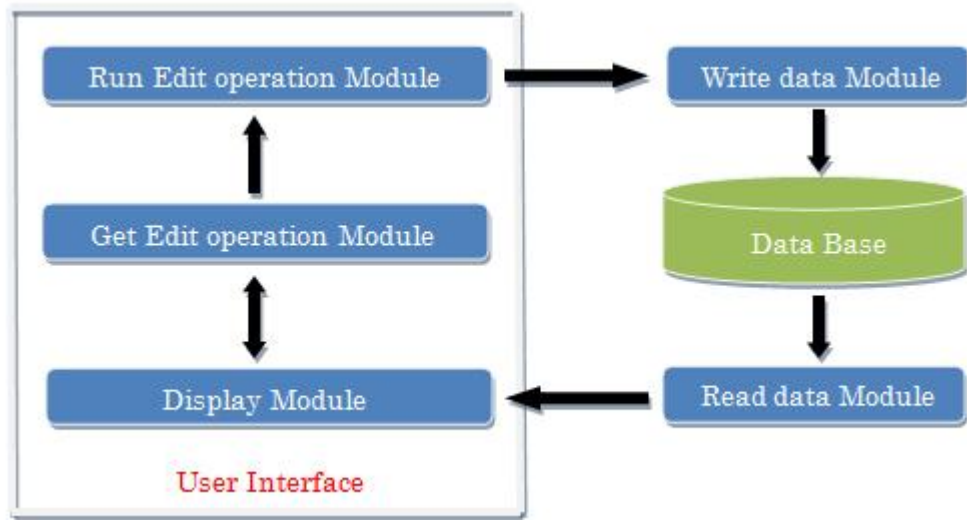 Run Edit operation Module
Write data Module
Get Edit operation Module
Data Base
Display Module
Read data Module
User Interface